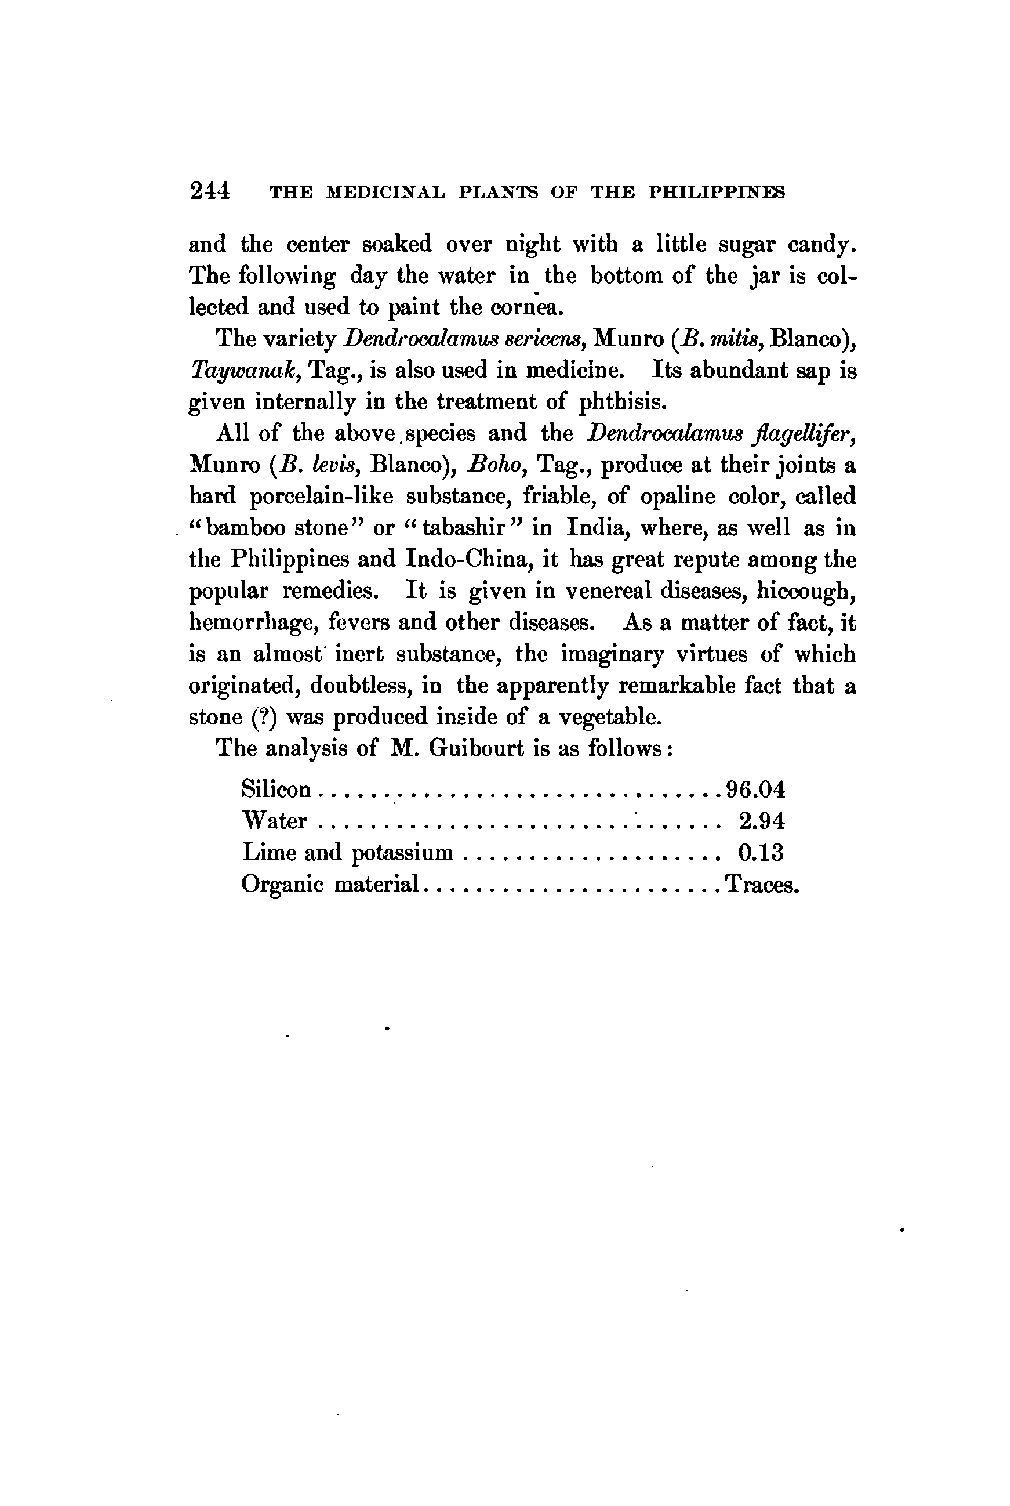 244 THE MEDICINAL PLANTS OF THE PHILIPPINES
and the center soaked over night with a little sugar candy.
The following day the water in the bottom of the jar is col-
lected and used to paint the cornea.
The variety Dendrocalamus sericens, Munro (B. mitis, Blanco),
Taywanak, Tag., is also used in medicine. Its abundant sap is
given internally in the treatment of phthisis.
All of the above species and the Dendrocalamus flagellifer,
Munro (B. levis, Blanco), Boho, Tag., produce at their joints a
hard porcelain-like substance, friable, of opaline color, called
“bamboo stone” or “tabashir” in India, where, as well as in
the Philippines and Indo-China, it has great repute among the
popular remedies. It is given in venereal diseases, hiccough,
hemorrhage, fevers and other diseases. As a matter of fact, it
is an almost inert substance, the imaginary virtues of which
originated, doubtless, in the apparently remarkable fact that a
stone (?) was produced inside of a vegetable.
The analysis of M. Guibourt is as follows:
Silicon ............................... 96.04
Water ............................... 2.94
Lime and potassium .................... 0.13
Organic material ....................... Traces.